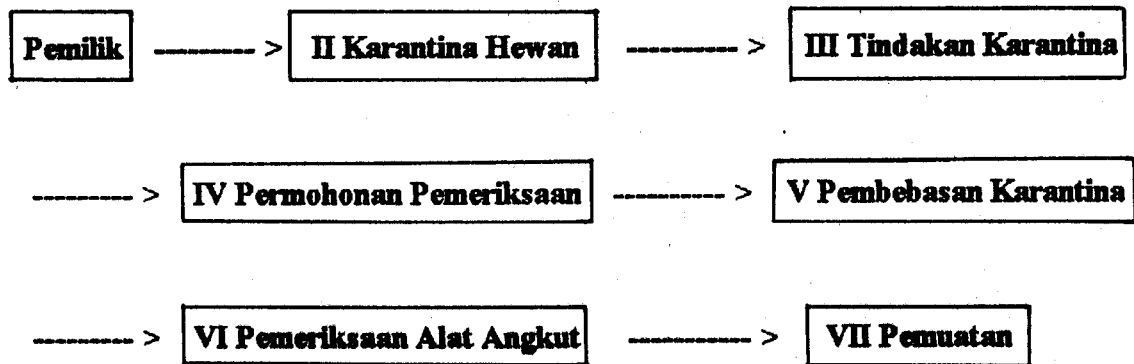 Pemilik --------- > II Karantina Hewan --------- > III Tindakan Karantina
------- > IV Permohonan Pemeriksaan --------- > V Pembebasan Karantina
------- > VI Pemeriksaan Alat Angkut --------- > VII Pemuatan